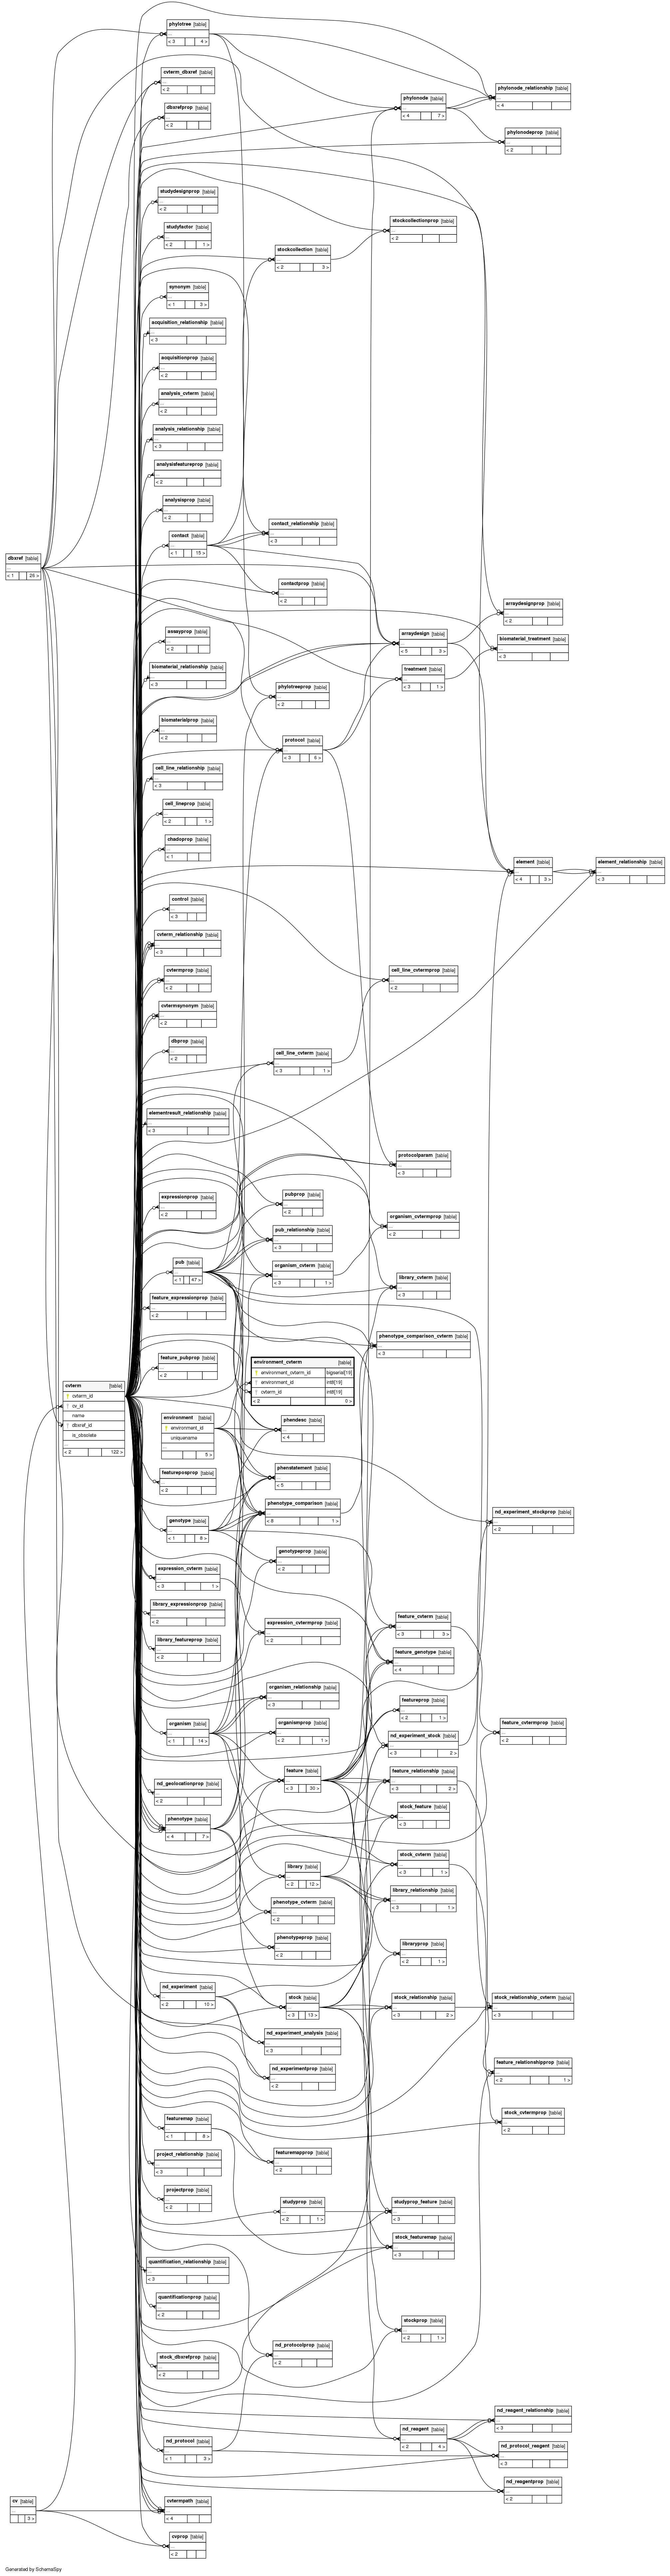 phylotree [table]
...
< 3 4 >
cvterm_dbxref [table]
...
< 2
dbxrefprop [table]
...
< 2
phylonode [table]
...
< 4 7 >
phylonode_relationship [table]
...
< 4
phylonodeprop [table]
...
< 2
studydesignprop [table]
...
< 2
studyfactor [table]
...
< 2 1 >
stockcollection [table]
...
< 2 3 >
stockcollectionprop [table]
...
< 2
synonym [table]
...
< 1 3 >
acquisition_relationship [table]
...
< 3
acquisitionprop [table]
...
< 2
analysis_cvterm [table]
...
< 2
analysis_relationship [table]
...
< 3
analysisfeatureprop [table]
...
< 2
analysisprop [table]
...
< 2
contact [table]
...
< 1 15 >
contact_relationship [table]
...
< 3
contactprop [table]
...
< 2
dbxref [table]
...
< 1 24 >
arraydesignprop [table]
...
< 2
arraydesign [table]
...
< 5 3 >
biomaterial_treatment [table]
...
< 3
treatment [table]
...
< 3 1 >
assayprop [table]
...
< 2
biomaterial_relationship [table]
...
< 3
phylotreeprop [table]
...
< 2
biomaterialprop [table]
...
< 2
protocol [table]
...
< 3 6 >
cell_line_relationship [table]
...
< 3
cell_lineprop [table]
...
< 2 1 >
chadoprop [table]
...
< 1
element [table]
...
< 4 3 >
element_relationship [table]
...
< 3
control [table]
...
< 3
cvterm_relationship [table]
...
< 3
cvtermprop [table]
...
< 2
cell_line_cvtermprop [table]
...
< 2
cvtermsynonym [table]
...
< 2
dbprop [table]
...
< 2
cell_line_cvterm [table]
...
< 3 1 >
elementresult_relationship [table]
...
< 3
protocolparam [table]
...
< 3
expressionprop [table]
...
< 2
pubprop [table]
...
< 2
pub_relationship [table]
...
< 3
organism_cvtermprop [table]
...
< 2
pub [table]
...
< 1 47 >
organism_cvterm [table]
...
< 3 1 >
library_cvterm [table]
...
< 3
feature_expressionprop [table]
...
< 2
phenotype_comparison_cvterm [table]
...
< 3
feature_pubprop [table]
...
< 2
environment_cvterm [table]
environment_cvterm_id bigserial[19]
environment_id int8[19]
cvterm_id int8[19]
< 2 0 >
cvterm [table]
cvterm_id
cv_id
name
dbxref_id
is_obsolete
...
< 2 122 >
environment [table]
environment_id
uniquename
...
5 >
phendesc [table]
...
< 4
featureposprop [table]
...
< 2
phenstatement [table]
...
< 5
phenotype_comparison [table]
...
< 8 1 >
genotype [table]
...
< 1 8 >
nd_experiment_stockprop [table]
...
< 2
genotypeprop [table]
...
< 2
expression_cvterm [table]
...
< 3 1 >
library_expressionprop [table]
...
< 2
expression_cvtermprop [table]
...
< 2
feature_cvterm [table]
...
< 3 3 >
library_featureprop [table]
...
< 2
feature_genotype [table]
...
< 4
organism_relationship [table]
...
< 3
featureprop [table]
...
< 2 1 >
organism [table]
...
< 1 14 >
organismprop [table]
...
< 2 1 >
nd_experiment_stock [table]
...
< 3 2 >
feature_cvtermprop [table]
...
< 2
nd_geolocationprop [table]
...
< 2
feature [table]
...
< 3 30 >
feature_relationship [table]
...
< 3 2 >
phenotype [table]
...
< 4 7 >
stock_feature [table]
...
< 3
library [table]
...
< 2 12 >
stock_cvterm [table]
...
< 3 1 >
phenotype_cvterm [table]
...
< 2
library_relationship [table]
...
< 3 1 >
phenotypeprop [table]
...
< 2
libraryprop [table]
...
< 2 1 >
nd_experiment [table]
...
< 2 10 >
stock [table]
...
< 3 13 >
stock_relationship [table]
...
< 3 2 >
stock_relationship_cvterm [table]
...
< 3
nd_experiment_analysis [table]
...
< 3
nd_experimentprop [table]
...
< 2
feature_relationshipprop [table]
...
< 2 1 >
featuremap [table]
...
< 1 8 >
stock_cvtermprop [table]
...
< 2
project_relationship [table]
...
< 3
featuremapprop [table]
...
< 2
projectprop [table]
...
< 2
studyprop [table]
...
< 2 1 >
studyprop_feature [table]
...
< 3
stock_featuremap [table]
...
< 3
quantification_relationship [table]
...
< 3
quantificationprop [table]
...
< 2
stockprop [table]
...
< 2 1 >
nd_protocolprop [table]
...
< 2
stock_dbxrefprop [table]
...
< 2
nd_protocol [table]
...
< 1 3 >
nd_reagent [table]
...
< 2 4 >
nd_reagent_relationship [table]
...
< 3
nd_protocol_reagent [table]
...
< 3
nd_reagentprop [table]
...
< 2
cv [table]
...
3 >
cvtermpath [table]
...
< 4
cvprop [table]
...
< 2
Generated by SchemaSpy